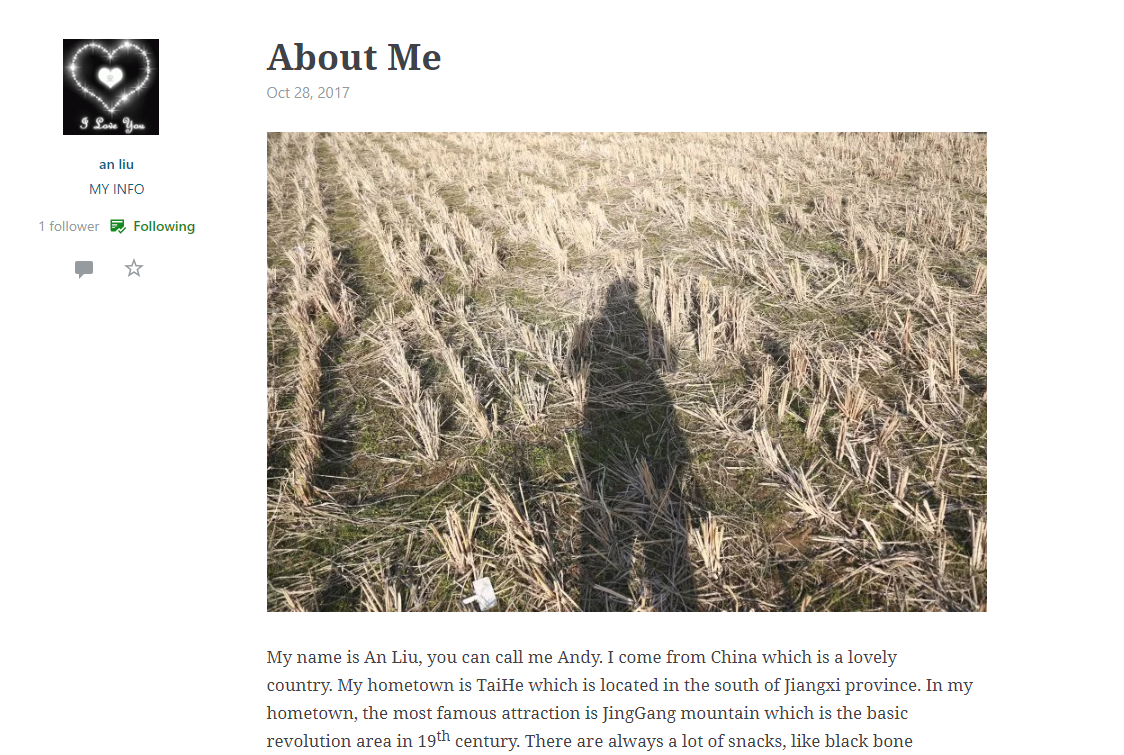 I Love You
an liu
MY INFO
1 follower Following
About Me
Oct 28, 2017
My name is An Liu, you can call me Andy. I come from China which is a lovely
country. My hometown is TaiHe which is located in the south of Jiangxi province. In my
hometown, the most famous attraction is JingGang mountain which is the basic
revolution area in 19th century. There are always a lot of snacks, like black bone